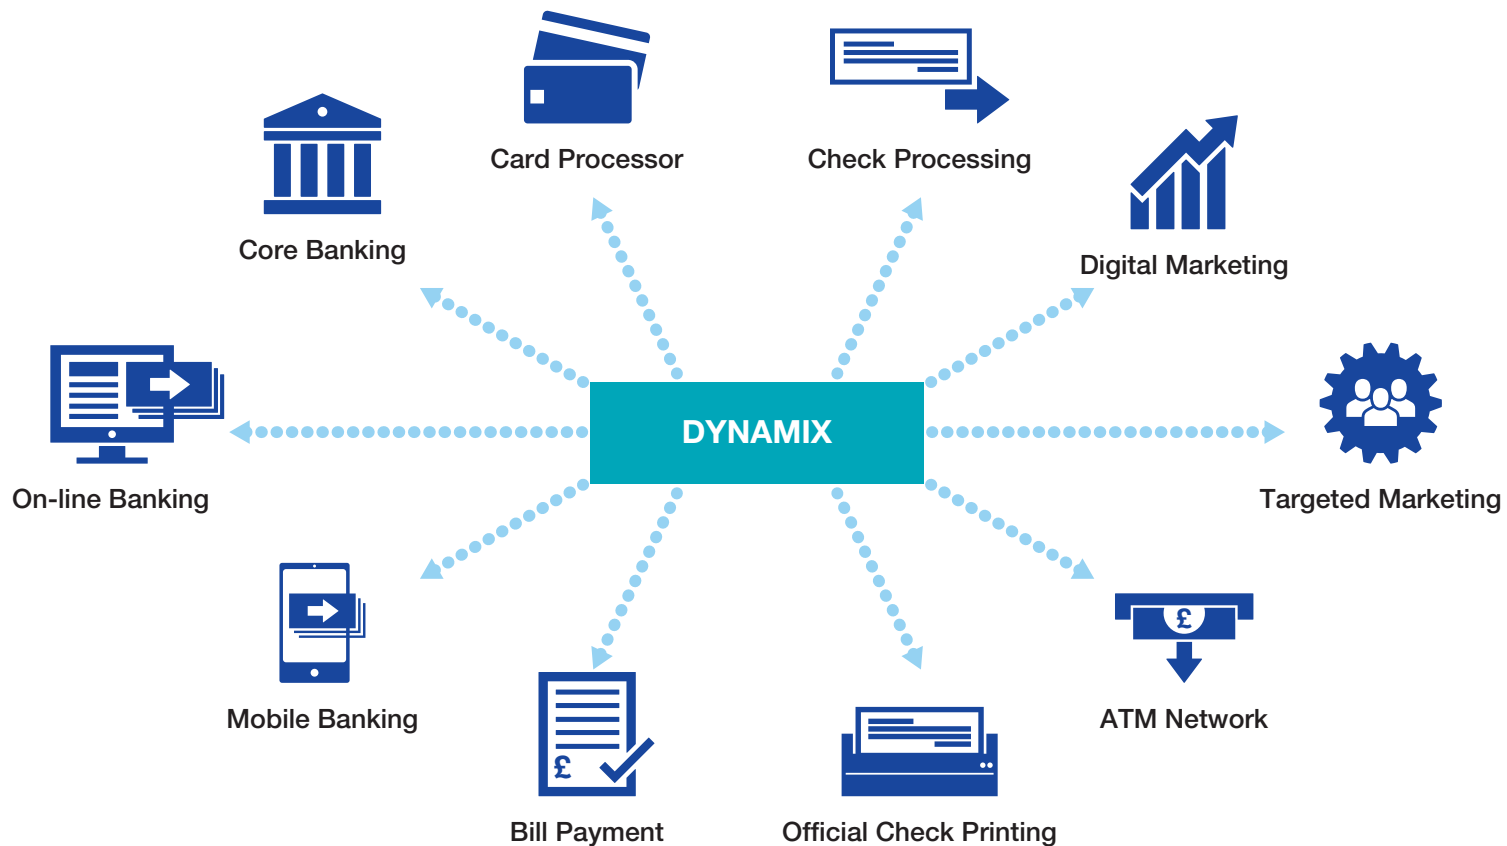 Card Processor
Check Processing
Core Banking
Digital Marketing
DYNAMIX
On-line Banking
Targeted Marketing
£
Mobile Banking
ATM Network
£
Bill Payment
Official Check Printing